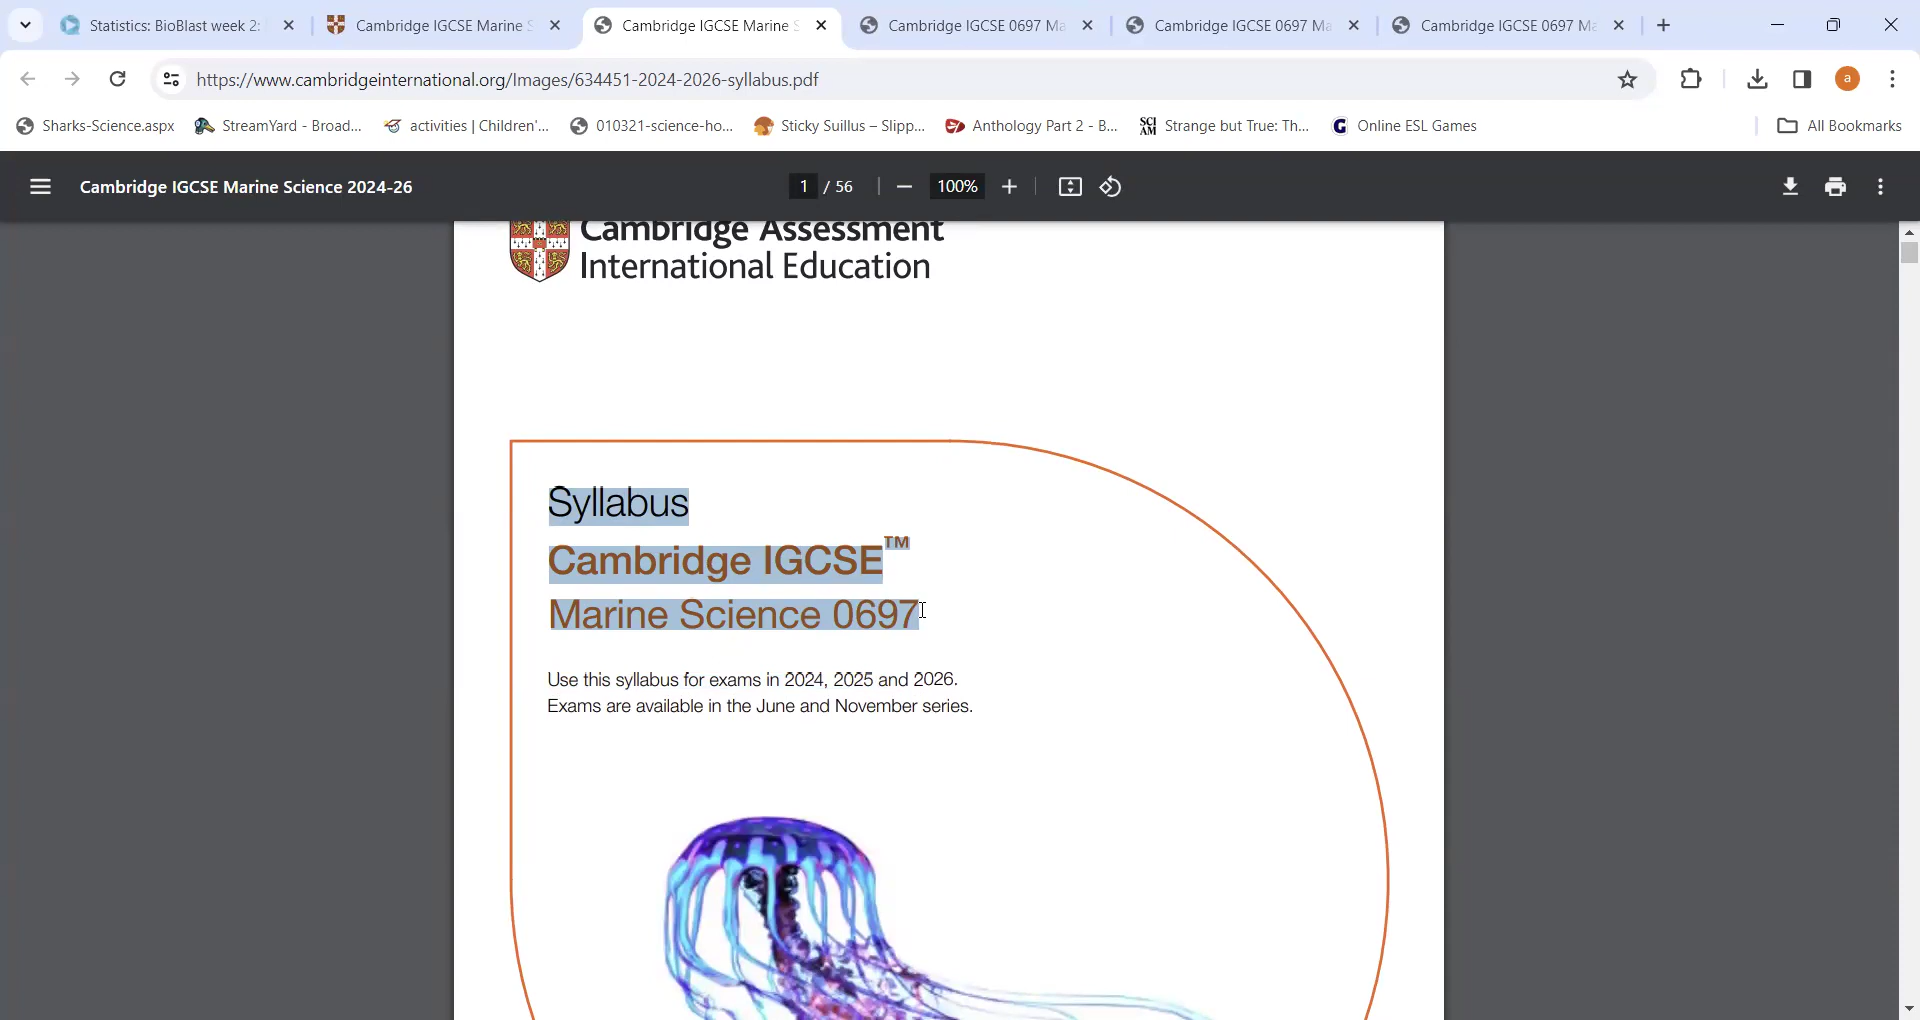 Statistics: BioBlast week 2:
Cambridge IGCSE Marine S
Cambridge IGCSE Marine S
Cambridge IGCSE 0697 Ma
Cambridge IGCSE 0697 Ma
Cambridge IGCSE 0697 Ma
https://www.cambridgeinternational.org/Images/634451-2024-2026-syllabus.pdf
a
Sharks-Science.aspx
StreamYard - Broad...
activities | Children'...
010321-science-ho...
Sticky Suillus – Slipp...
Anthology Part 2 - B...
SCI AM Strange but True: Th...
G Online ESL Games
All Bookmarks
Cambridge IGCSE Marine Science 2024-26
1 / 56
100%
Cambridge Assessment
International Education
Syllabus
Cambridge IGCSE™
Marine Science 0697
Use this syllabus for exams in 2024, 2025 and 2026.
Exams are available in the June and November series.